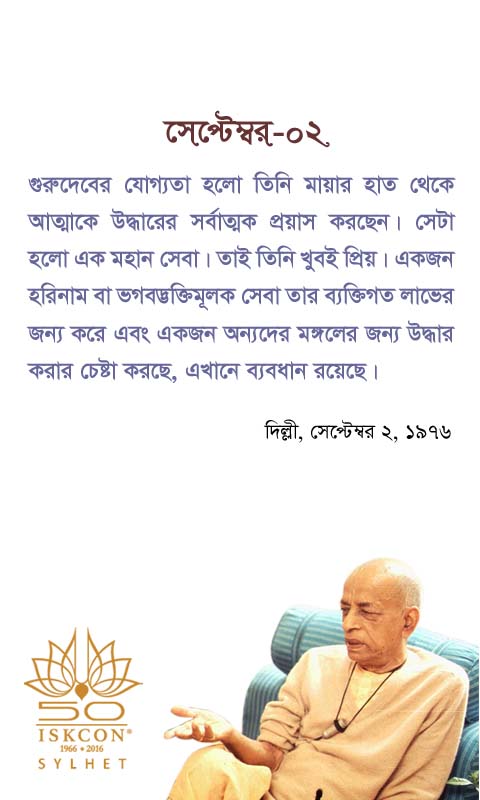 সেপ্টেম্বর-০২
গুরুদেবের যোগ্যতা হলো তিনি মায়ার হাত থেকে
আত্মাকে উদ্ধারের সর্বাত্মক প্রয়াস করছেন। সেটা
হলো এক মহান সেবা। তাই তিনি খুবই প্রিয়। একজন
হরিনাম বা ভগবদ্ভক্তিমূলক সেবা তার ব্যক্তিগত লাভের
জন্য করে এবং একজন অন্যদের মঙ্গলের জন্য উদ্ধার
করার চেষ্টা করছে, এখানে ব্যবধান রয়েছে।
দিল্লী, সেপ্টেম্বর ২, ১৯৭৬
50
ISKCON®
1966 • 2016
SYLHET